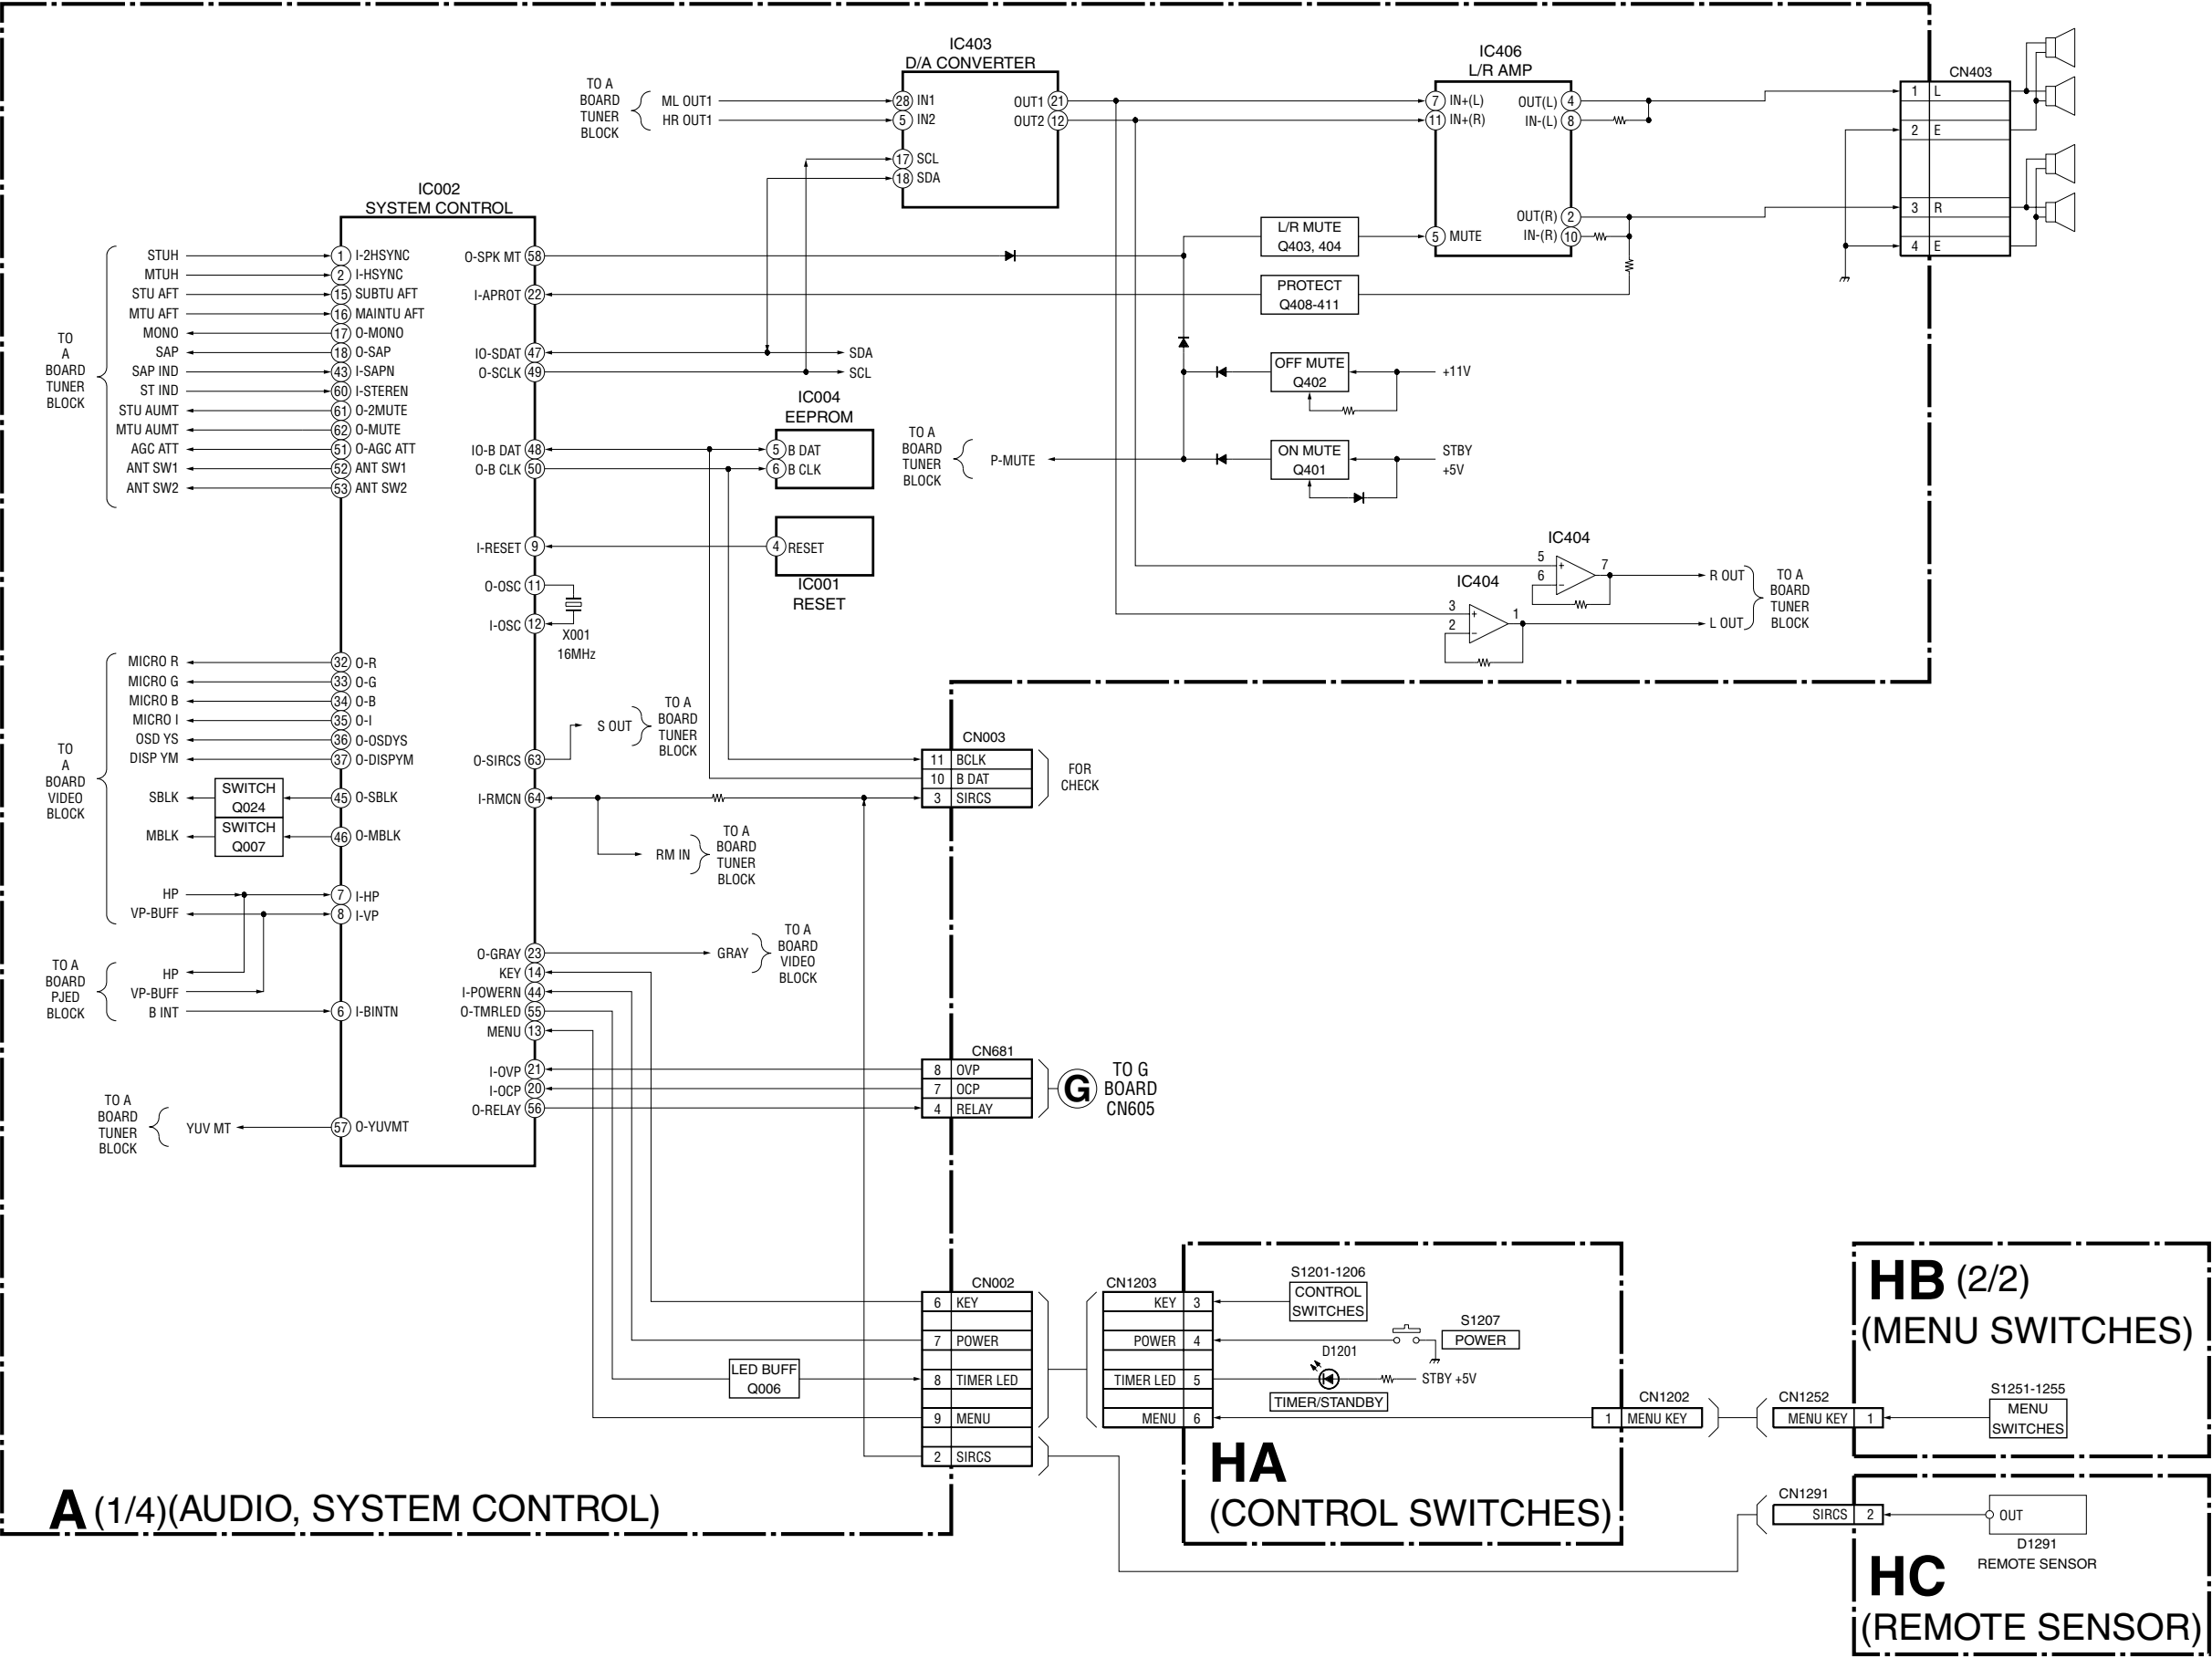 IC403
D/A CONVERTER
TO A
BOARD
TUNER
BLOCK
ML OUT1
HR OUT1
28 IN1
5 IN2
17 SCL
18 SDA
OUT1 21
OUT2 12
IC406
L/R AMP
7 IN+(L)
11 IN+(R)
5 MUTE
OUT(L) 4
IN-(L) 8
OUT(R) 2
IN-(R) 10
CN403
1 L
2 E
3 R
4 E
L/R MUTE
Q403, 404
PROTECT
Q408-411
OFF MUTE
Q402
+11V
ON MUTE
Q401
STBY
+5V
TO A
BOARD
TUNER
BLOCK
P-MUTE
IC002
SYSTEM CONTROL
TO
A
BOARD
TUNER
BLOCK
STUH 1 I-2HSYNC
MTUH 2 I-HSYNC
STU AFT 15 SUBTU AFT
MTU AFT 16 MAINTU AFT
MONO 17 O-MONO
SAP 18 O-SAP
SAP IND 43 I-SAPN
ST IND 60 I-STEREN
STU AUMT 61 O-2MUTE
MTU AUMT 62 O-MUTE
AGC ATT 51 O-AGC ATT
ANT SW1 52 ANT SW1
ANT SW2 53 ANT SW2
O-SPK MT 58
I-APROT 22
IO-SDAT 47
SDA
O-SCLK 49
SCL
IO-B DAT 48
O-B CLK 50
IC004
EEPROM
5 B DAT
6 B CLK
I-RESET 9
4 RESET
IC001
RESET
O-OSC 11
I-OSC 12
X001
16MHz
IC404
5
6
7
R OUT
IC404
3
2
1
L OUT
TO A
BOARD
TUNER
BLOCK
TO
A
BOARD
VIDEO
BLOCK
MICRO R 32 O-R
MICRO G 33 O-G
MICRO B 34 O-B
MICRO I 35 O-I
OSD YS 36 O-OSDYS
DISP YM 37 O-DISPYM
SBLK
SWITCH
Q024
45 O-SBLK
MBLK
SWITCH
Q007
46 O-MBLK
HP 7 I-HP
VP-BUFF 8 I-VP
TO A
BOARD
PJED
BLOCK
HP
VP-BUFF
B INT 6 I-BINTN
TO A
BOARD
TUNER
BLOCK
YUV MT 57 O-YUVMT
O-SIRCS 63
S OUT
TO A
BOARD
TUNER
BLOCK
I-RMCN 64
RM IN
TO A
BOARD
TUNER
BLOCK
O-GRAY 23
GRAY
TO A
BOARD
VIDEO
BLOCK
KEY 14
I-POWERN 44
O-TMRLED 55
MENU 13
I-OVP 21
I-OCP 20
O-RELAY 56
CN003
11 BCLK
10 B DAT
3 SIRCS
FOR
CHECK
CN681
8 OVP
7 OCP
4 RELAY
G
TO G
BOARD
CN605
CN002
6 KEY
7 POWER
8 TIMER LED
9 MENU
2 SIRCS
LED BUFF
Q006
CN1203
KEY 3
POWER 4
TIMER LED 5
MENU 6
S1201-1206
CONTROL
SWITCHES
S1207
POWER
D1201
STBY +5V
TIMER/STANDBY
CN1202
1 MENU KEY
HA
(CONTROL SWITCHES)
CN1252
MENU KEY 1
HB (2/2)
(MENU SWITCHES)
S1251-1255
MENU
SWITCHES
CN1291
SIRCS 2
OUT
D1291
REMOTE SENSOR
HC
(REMOTE SENSOR)
A (1/4)(AUDIO, SYSTEM CONTROL)